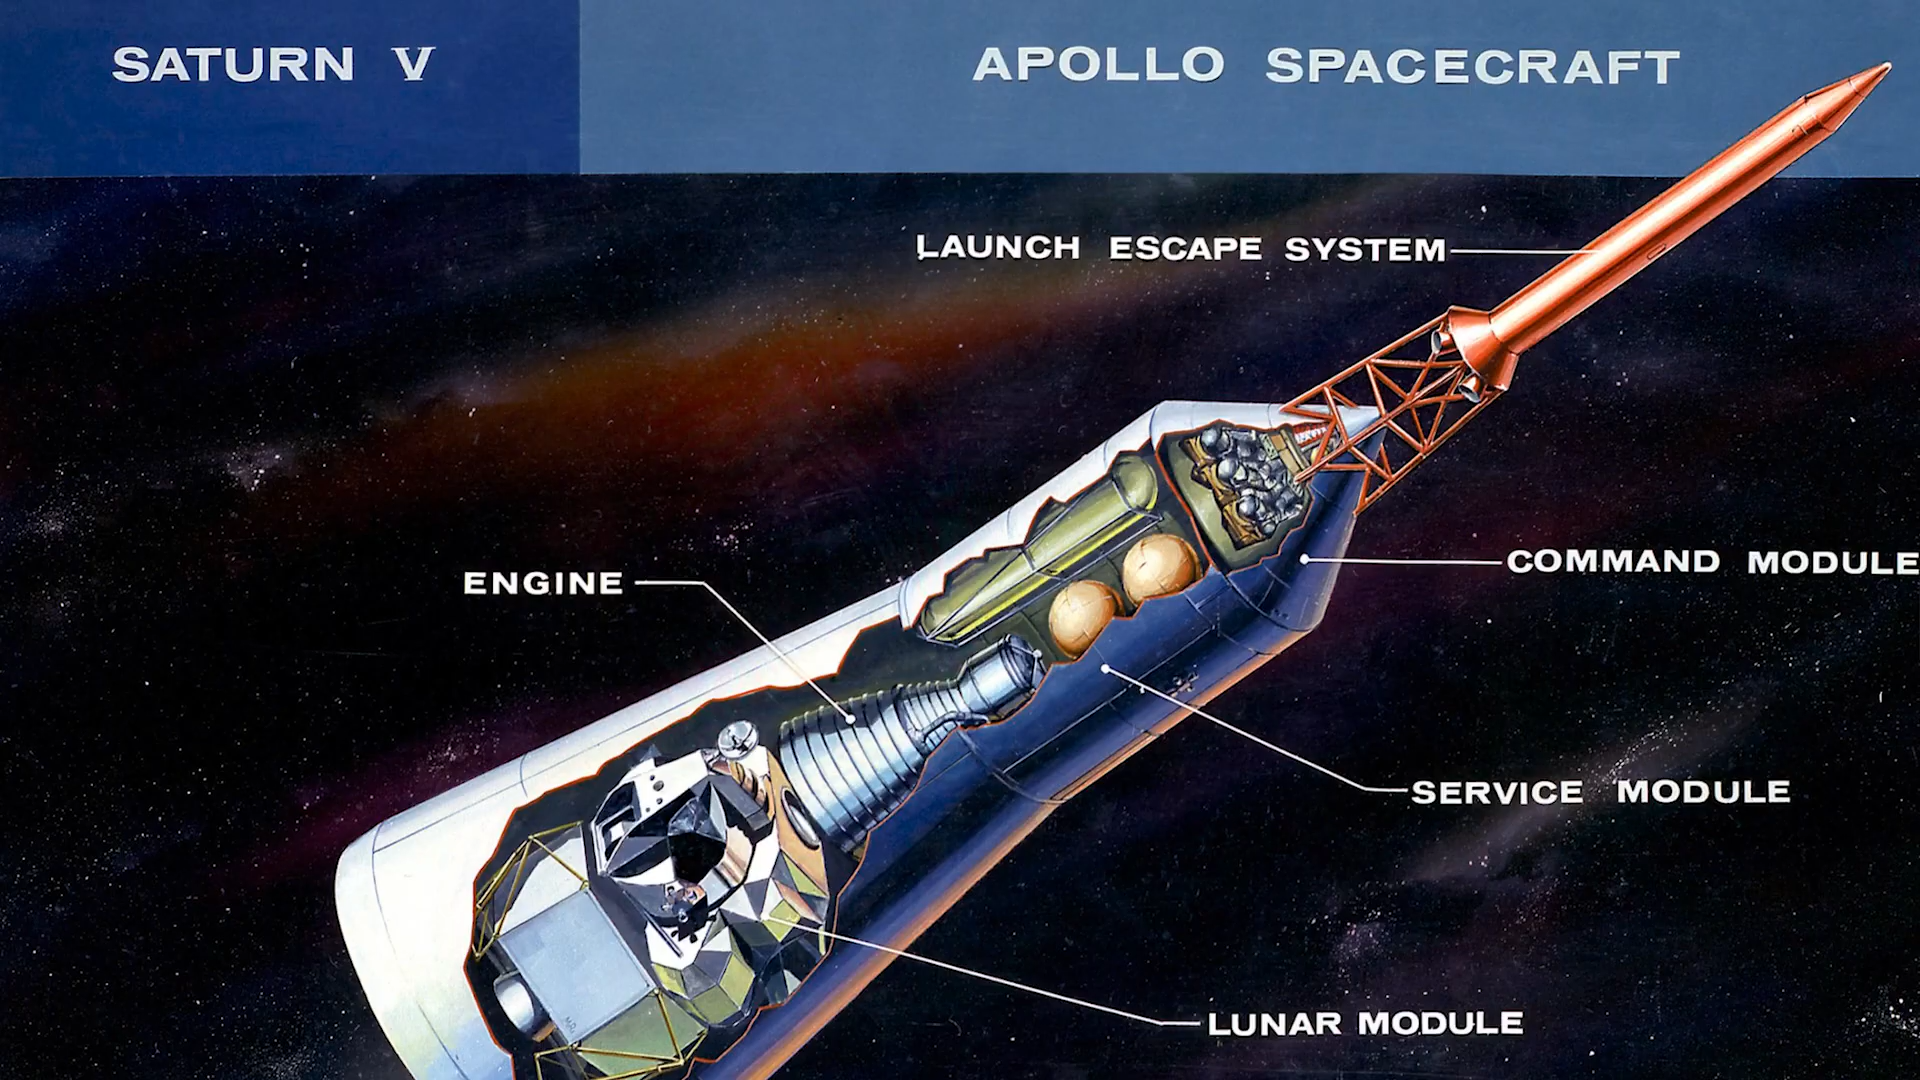 SATURN V
APOLLO SPACECRAFT
LAUNCH ESCAPE SYSTEM
COMMAND MODULE
ENGINE
SERVICE MODULE
LUNAR MODULE